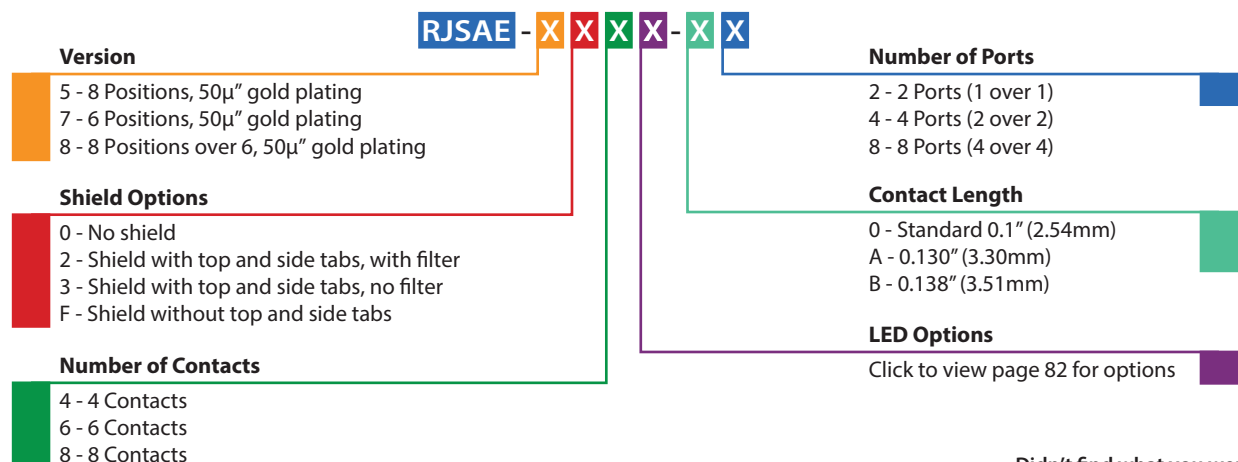 RJSAE - X X X X - X X
Version
5 - 8 Positions, 50µ” gold plating
7 - 6 Positions, 50µ” gold plating
8 - 8 Positions over 6, 50µ” gold plating
Shield Options
0 - No shield
2 - Shield with top and side tabs, with filter
3 - Shield with top and side tabs, no filter
F - Shield without top and side tabs
Number of Contacts
4 - 4 Contacts
6 - 6 Contacts
8 - 8 Contacts
Number of Ports
2 - 2 Ports (1 over 1)
4 - 4 Ports (2 over 2)
8 - 8 Ports (4 over 4)
Contact Length
0 - Standard 0.1” (2.54mm)
A - 0.130” (3.30mm)
B - 0.138” (3.51mm)
LED Options
Click to view page 82 for options
Didn’t find what you